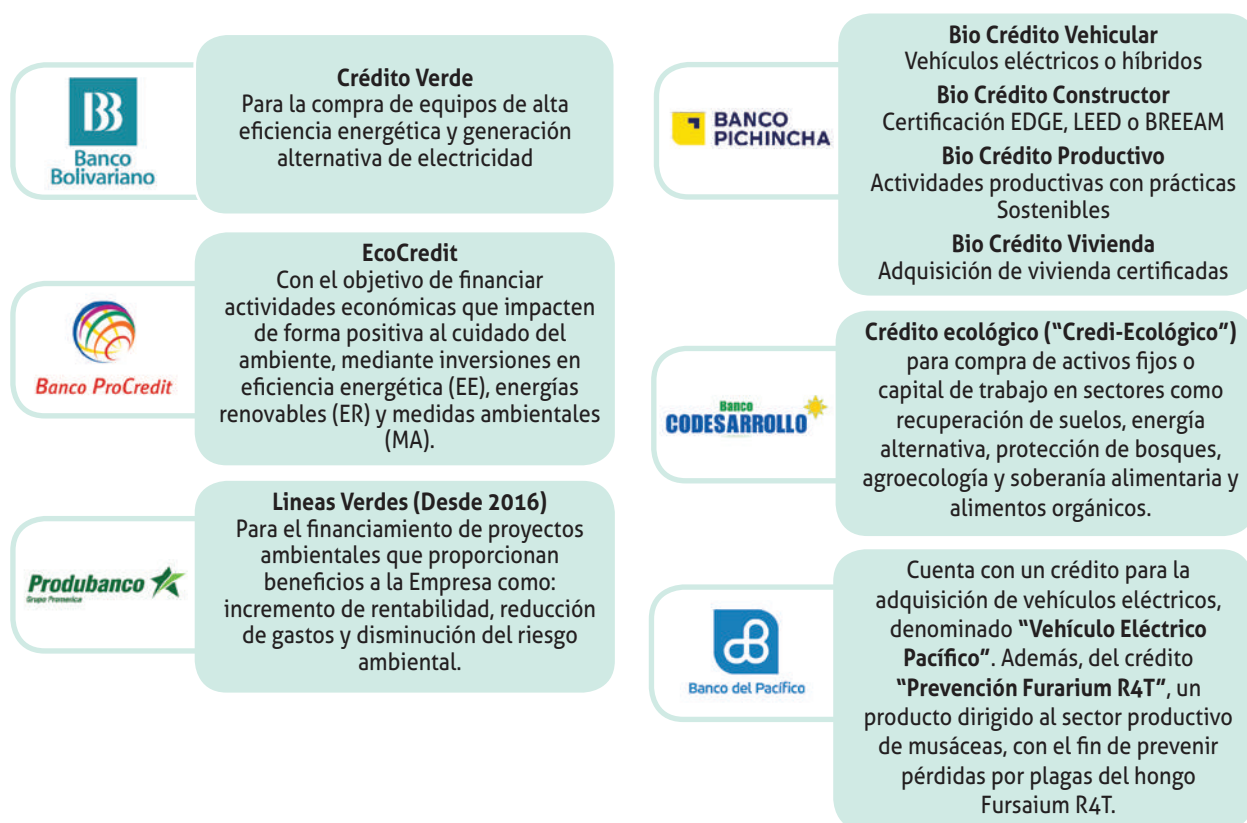 BB
Banco
Bolivariano
Crédito Verde
Para la compra de equipos de alta
eficiencia energética y generación
alternativa de electricidad
Banco ProCredit
EcoCredit
Con el objetivo de financiar
actividades económicas que impacten
de forma positiva al cuidado del
ambiente, mediante inversiones en
eficiencia energética (EE), energías
renovables (ER) y medidas ambientales
(MA).
Produbanco
Grupo Promerica
Lineas Verdes (Desde 2016)
Para el financiamiento de proyectos
ambientales que proporcionan
beneficios a la Empresa como:
incremento de rentabilidad, reducción
de gastos y disminución del riesgo
ambiental.
BANCO
PICHINCHA
Bio Crédito Vehicular
Vehículos eléctricos o híbridos
Bio Crédito Constructor
Certificación EDGE, LEED o BREEAM
Bio Crédito Productivo
Actividades productivas con prácticas
Sostenibles
Bio Crédito Vivienda
Adquisición de vivienda certificadas
Banco
CODESARROLLO
Crédito ecológico (“Credi-Ecológico”)
para compra de activos fijos o
capital de trabajo en sectores como
recuperación de suelos, energía
alternativa, protección de bosques,
agroecología y soberanía alimentaria y
alimentos orgánicos.
Banco del Pacífico
Cuenta con un crédito para la
adquisición de vehículos eléctricos,
denominado “Vehículo Eléctrico
Pacífico”. Además, del crédito
“Prevención Furarium R4T”, un
producto dirigido al sector productivo
de musáceas, con el fin de prevenir
pérdidas por plagas del hongo
Fursaium R4T.